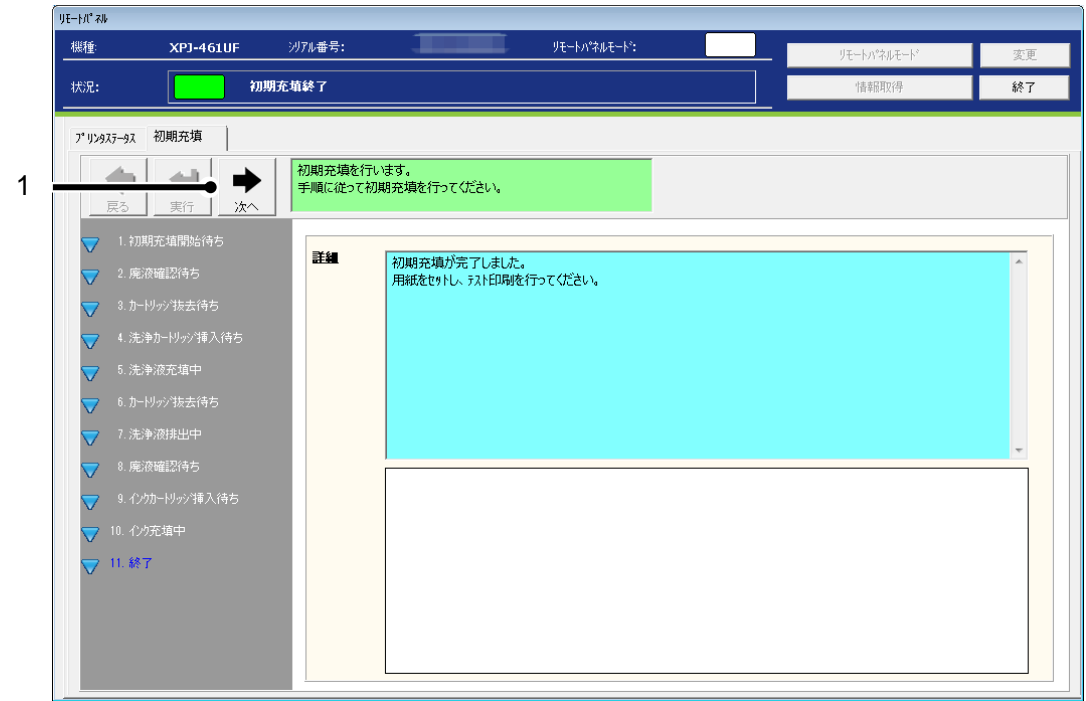 ﾘﾓｰﾄﾊﾟﾈﾙ
機種:
XPJ-461UF
ｼﾘｱﾙ番号:
ﾘﾓｰﾄﾊﾟﾈﾙﾓｰﾄﾞ:
ﾘﾓｰﾄﾊﾟﾈﾙﾓｰﾄﾞ
変更
状況:
初期充填終了
情報取得
終了
ﾌﾟﾘﾝﾀｽﾃｰﾀｽ
初期充填
1
戻る
実行
次へ
初期充填を行います。
手順に従って初期充填を行ってください。
1. 初期充填開始待ち
2. 廃液確認待ち
3. ｶｰﾄﾘｯｼﾞ抜去待ち
4. 洗浄ｶｰﾄﾘｯｼﾞ挿入待ち
5. 洗浄液充填中
6. ｶｰﾄﾘｯｼﾞ抜去待ち
7. 洗浄液排出中
8. 廃液確認待ち
9. ｲﾝｸｶｰﾄﾘｯｼﾞ挿入待ち
10. ｲﾝｸ充填中
11. 終了
詳細
初期充填が完了しました。
用紙をｾｯﾄし、ﾃｽﾄ印刷を行ってください。